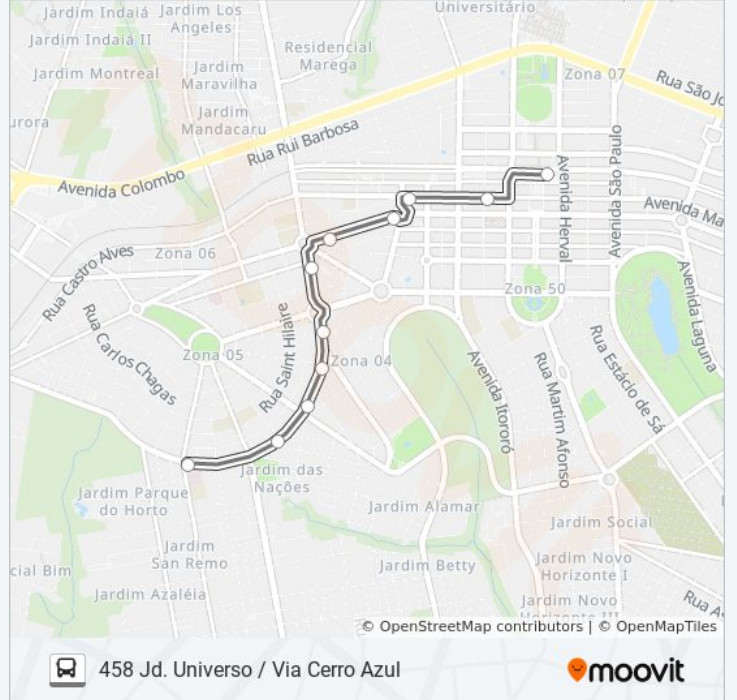 Jardim Indaiá
Jardim Los
Angeles
Universitário
Jardim Indaiá II
Residencial
Marega
Jardim Montreal
Jardim
Maravilha
Zona 07
Rua São Jo
Jardim
Mandacaru
urora
Rua Rui Barbosa
Avenida Colombo
Avenida Herval
Avenida São Paulo
Avenida Ma
Zona 06
Rua Castro Alves
Avenida Laguna
Zona 50
Rua Carlos Chagas
Rua Saint Hilaire
Zona 05
Zona 04
Avenida Itororó
Rua Martim Afonso
Rua Estácio de Sá
Jardim das
Nações
Jardim Parque
do Horto
Jardim Alamar
Jardim Social
Jardim
San Remo
cial Bim
Jardim Betty
Jardim Novo
Horizonte I
Jardim Azaléia
Jardim Novo
Horizonte III
Rua A
© OpenStreetMap contributors | © OpenMapTiles
458 Jd. Universo / Via Cerro Azul
moovit